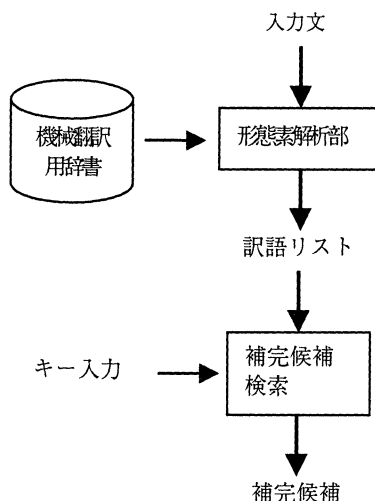 入力文
機械翻訳
用辞書
形態素解析部
訳語リスト
キー入力
補完候補
検索
補完候補